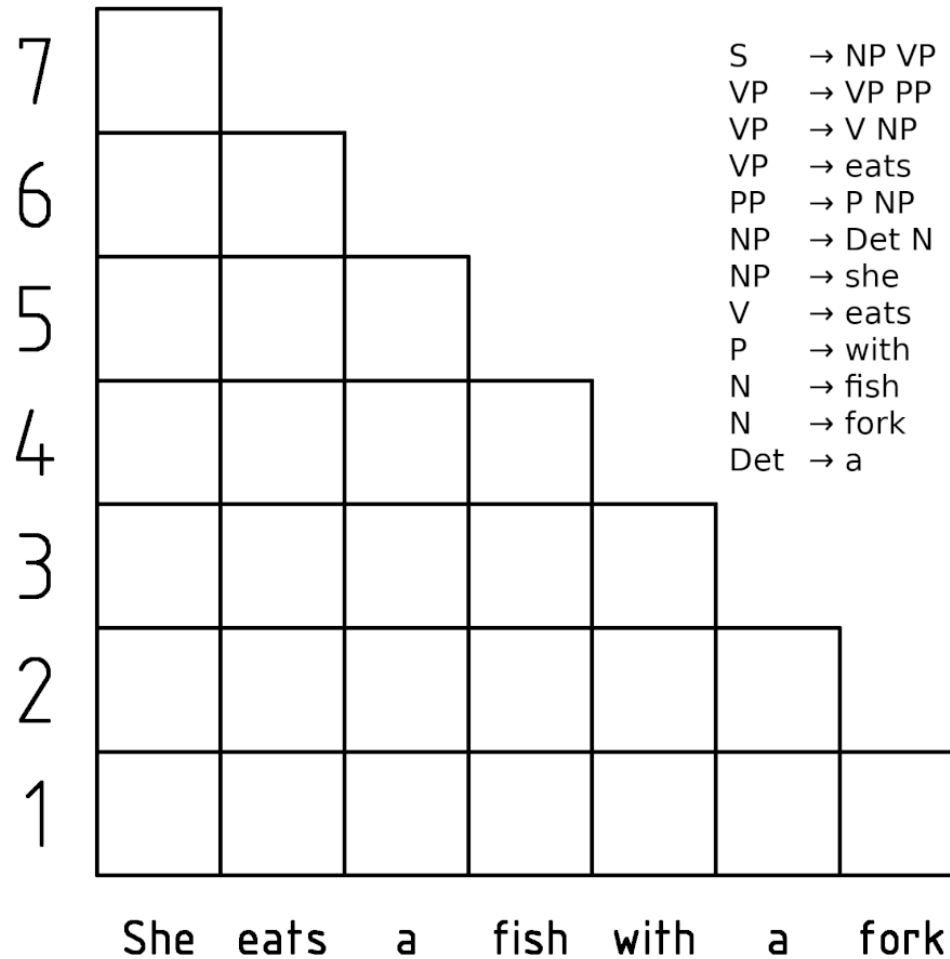 7
6
5
4
3
2
1
S → NP VP
VP → VP PP
VP → V NP
VP → eats
PP → P NP
NP → Det N
NP → she
V → eats
P → with
N → fish
N → fork
Det → a
She eats a fish with a fork